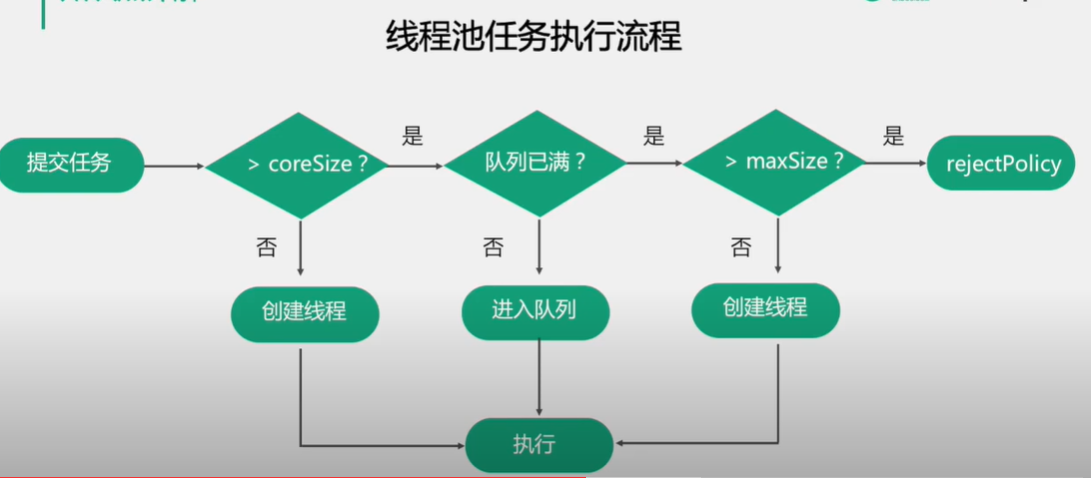 线程池任务执行流程
是
是
是
提交任务
> coreSize？
队列已满？
> maxSize？
rejectPolicy
否
否
否
创建线程
进入队列
创建线程
执行